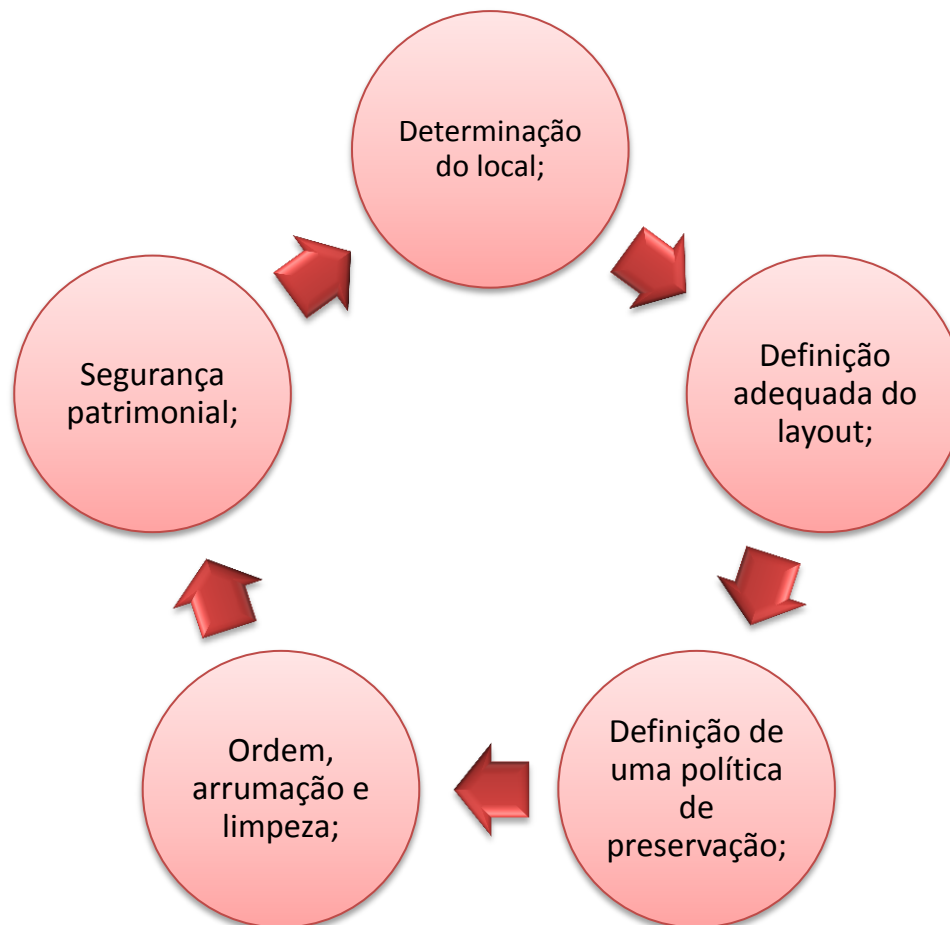 Determinação
do local;
Definição
adequada do
layout;
Definição de
uma política
de
preservação;
Ordem,
arrumação e
limpeza;
Segurança
patrimonial;